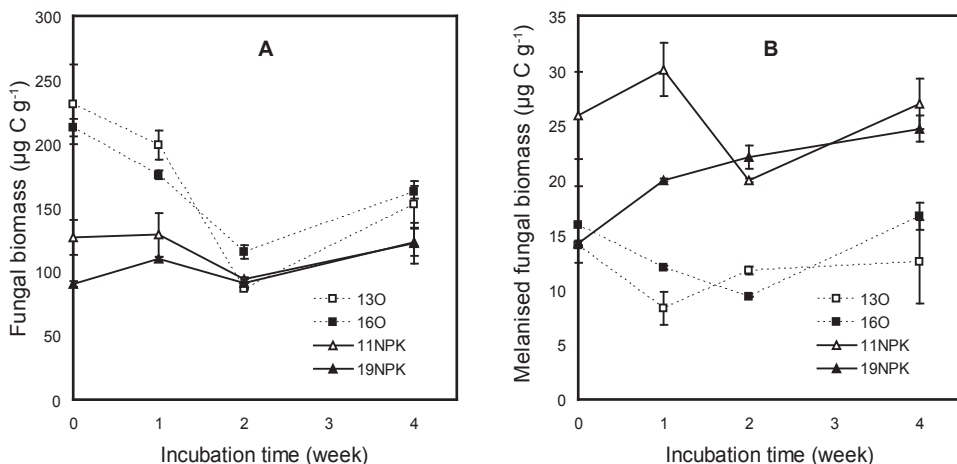 A
Fungal biomass (µg C g-1)
300
250
200
150
100
50
0
0 1 2 3 4
Incubation time (week)
13O
16O
11NPK
19NPK
B
Melanised fungal biomass (µg C g-1)
35
30
25
20
15
10
5
0
0 1 2 3 4
Incubation time (week)
13O
16O
11NPK
19NPK